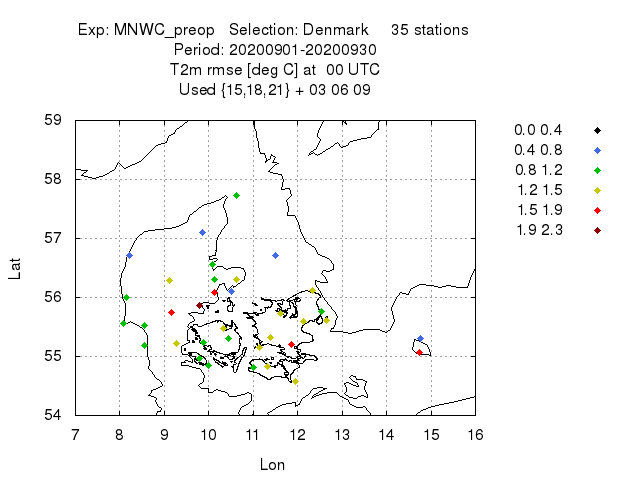 Exp: MNWC_preop   Selection: Denmark     35 stations
Period: 20200901-20200930
T2m rmse [deg C] at  00 UTC
Used {15,18,21} + 03 06 09
59
58
57
56
55
54
Lat
7 8 9 10 11 12 13 14 15 16
Lon
0.0 0.4
0.4 0.8
0.8 1.2
1.2 1.5
1.5 1.9
1.9 2.3